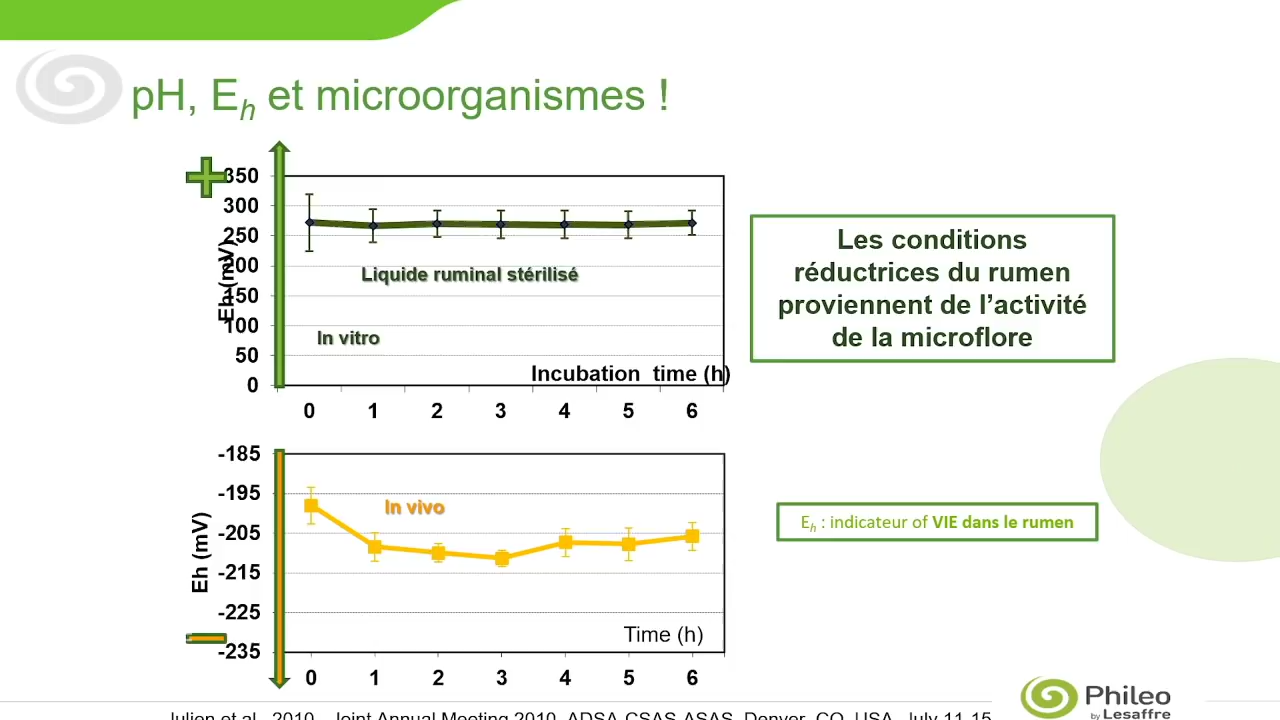 pH, Eh et microorganismes !
350
300
250
200
150
100
50
0
Eh (mV)
Liquide ruminal stérilisé
In vitro
Incubation time (h)
0 1 2 3 4 5 6
Les conditions
réductrices du rumen
proviennent de l’activité
de la microflore
-185
-195
-205
-215
-225
-235
Eh (mV)
In vivo
Time (h)
0 1 2 3 4 5 6
Eh : indicateur of VIE dans le rumen
Julien et al., 2010 Joint Annual Meeting 2010, ADSA-CSAS-ASAS, Denver, CO, USA, July 11-15
Phileo
by Lesaffre